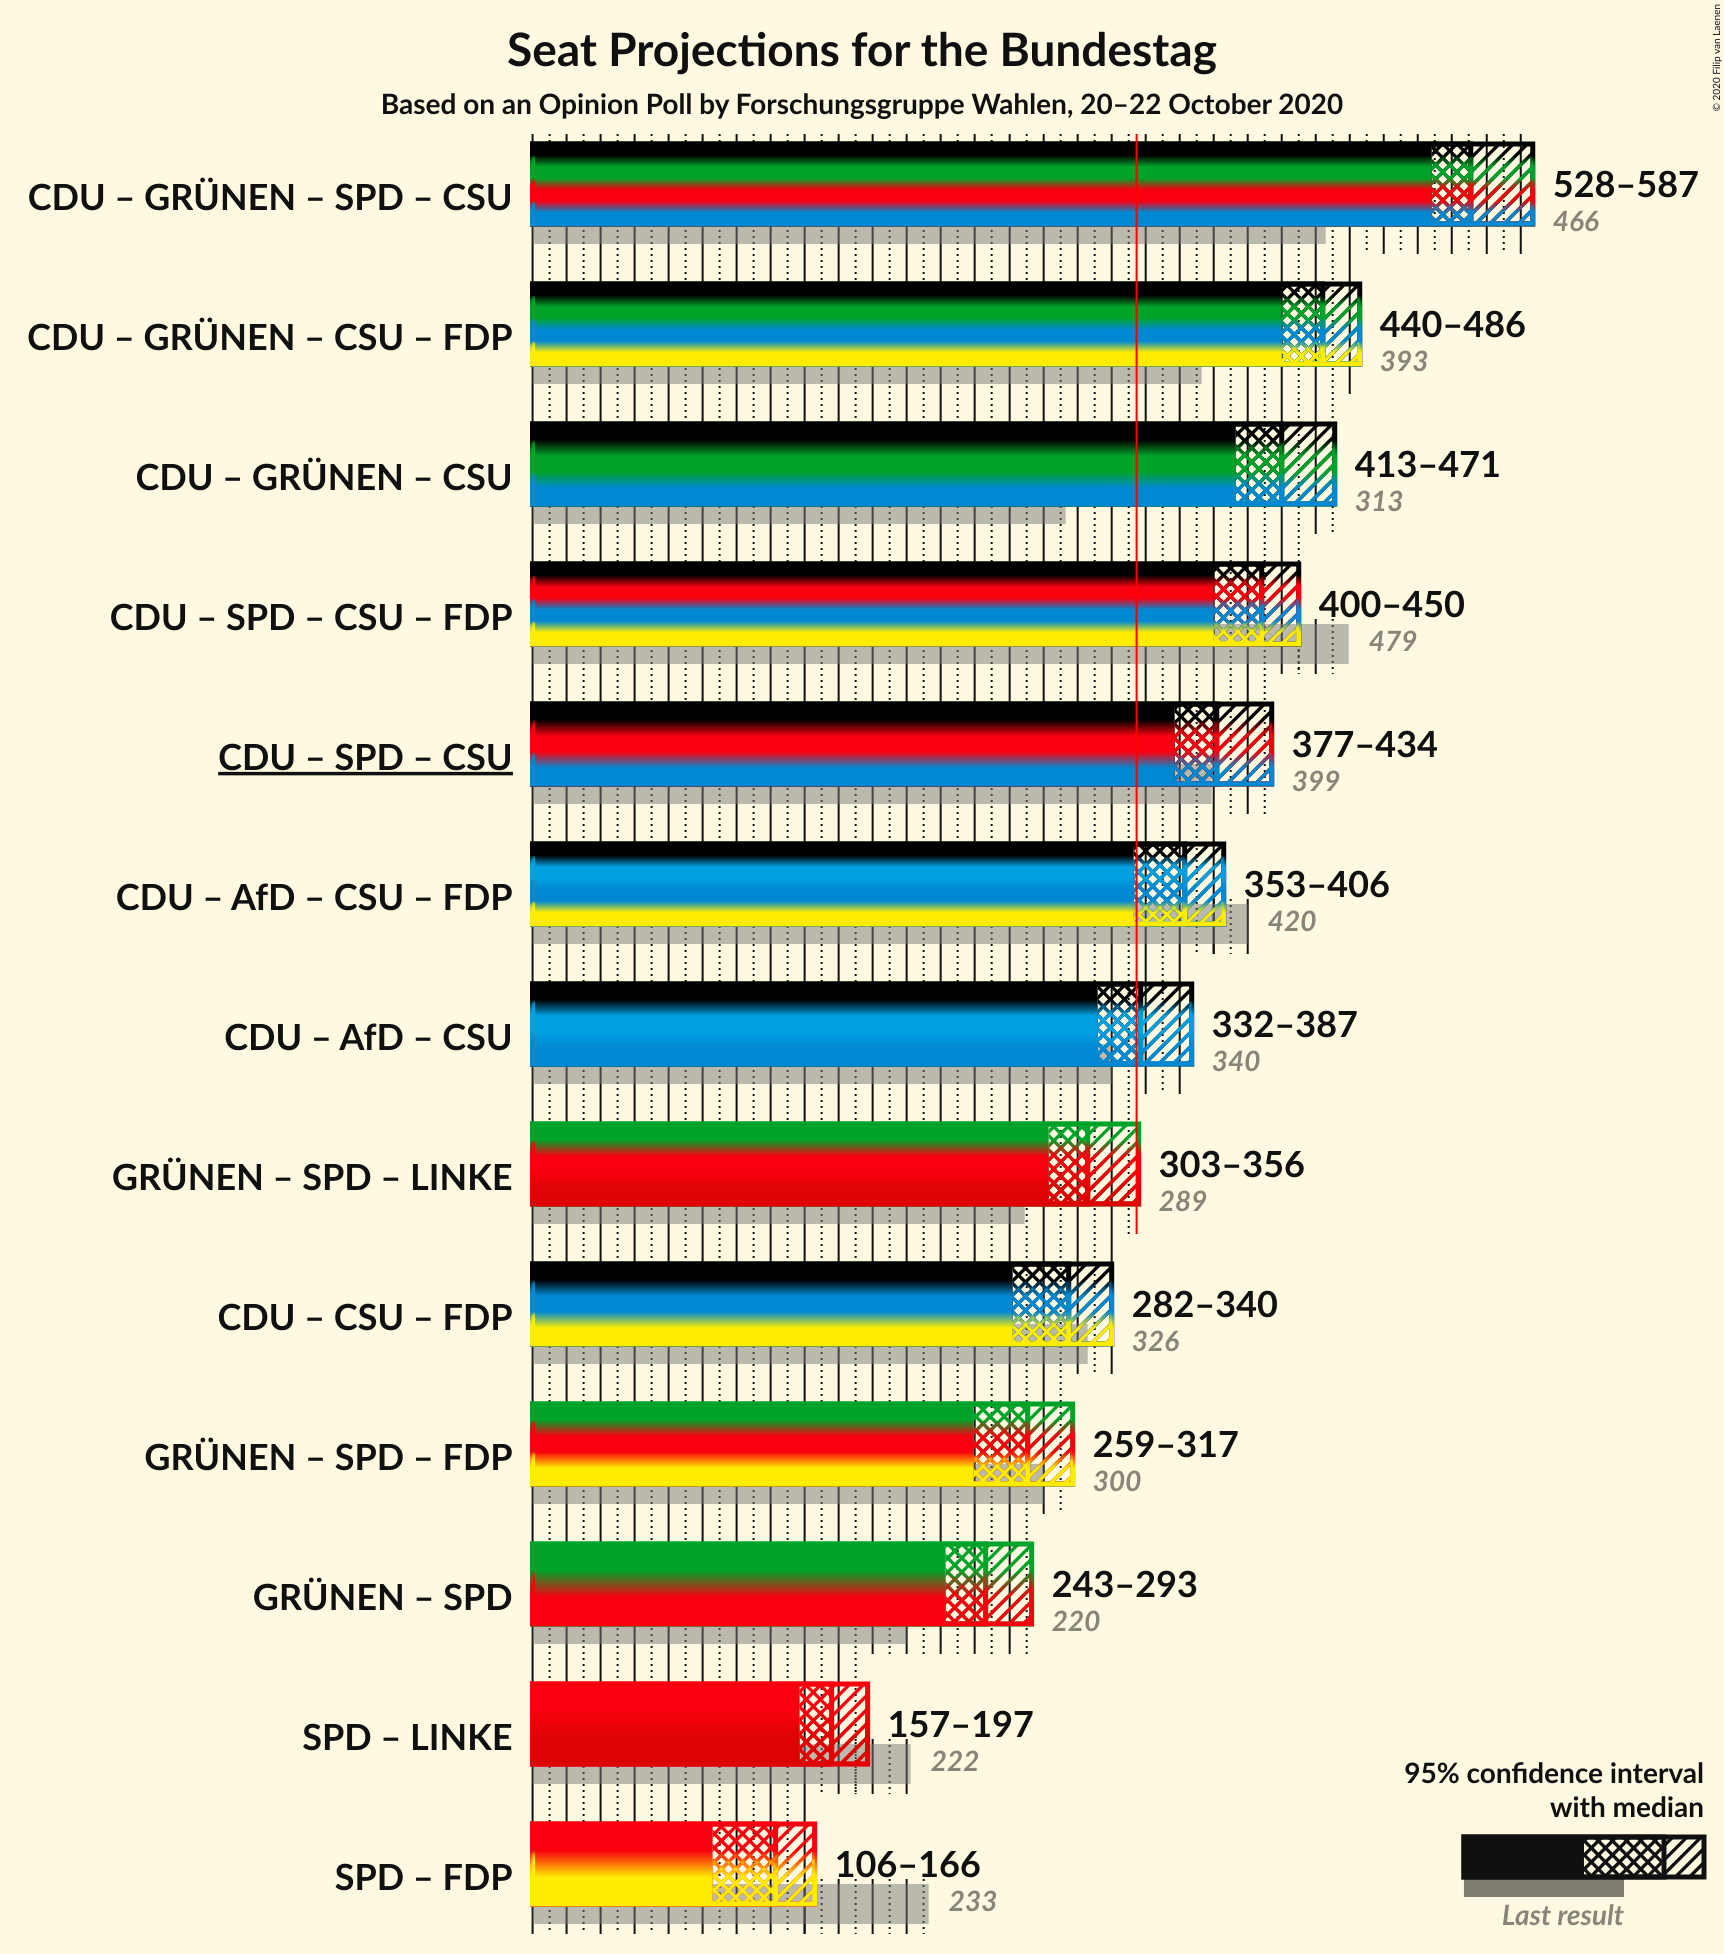 Seat Projections for the Bundestag
Based on an Opinion Poll by Forschungsgruppe Wahlen, 20–22 October 2020
© 2020 Filip van Laenen
CDU – GRÜNEN – SPD – CSU
528–587
466
CDU – GRÜNEN – CSU – FDP
440–486
393
CDU – GRÜNEN – CSU
413–471
313
CDU – SPD – CSU – FDP
400–450
479
CDU – SPD – CSU
377–434
399
CDU – AfD – CSU – FDP
353–406
420
CDU – AfD – CSU
332–387
340
GRÜNEN – SPD – LINKE
303–356
289
CDU – CSU – FDP
282–340
326
GRÜNEN – SPD – FDP
259–317
300
GRÜNEN – SPD
243–293
220
SPD – LINKE
157–197
222
SPD – FDP
106–166
233
95% confidence interval
with median
Last result